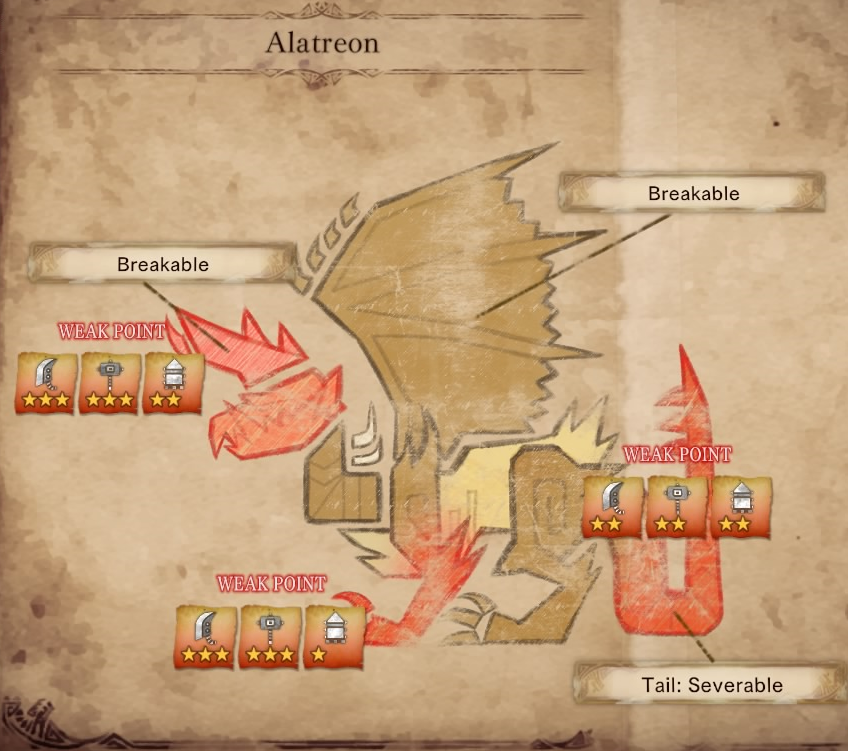 Alatreon
Breakable
Breakable
WEAK POINT
WEAK POINT
WEAK POINT
Tail: Severable